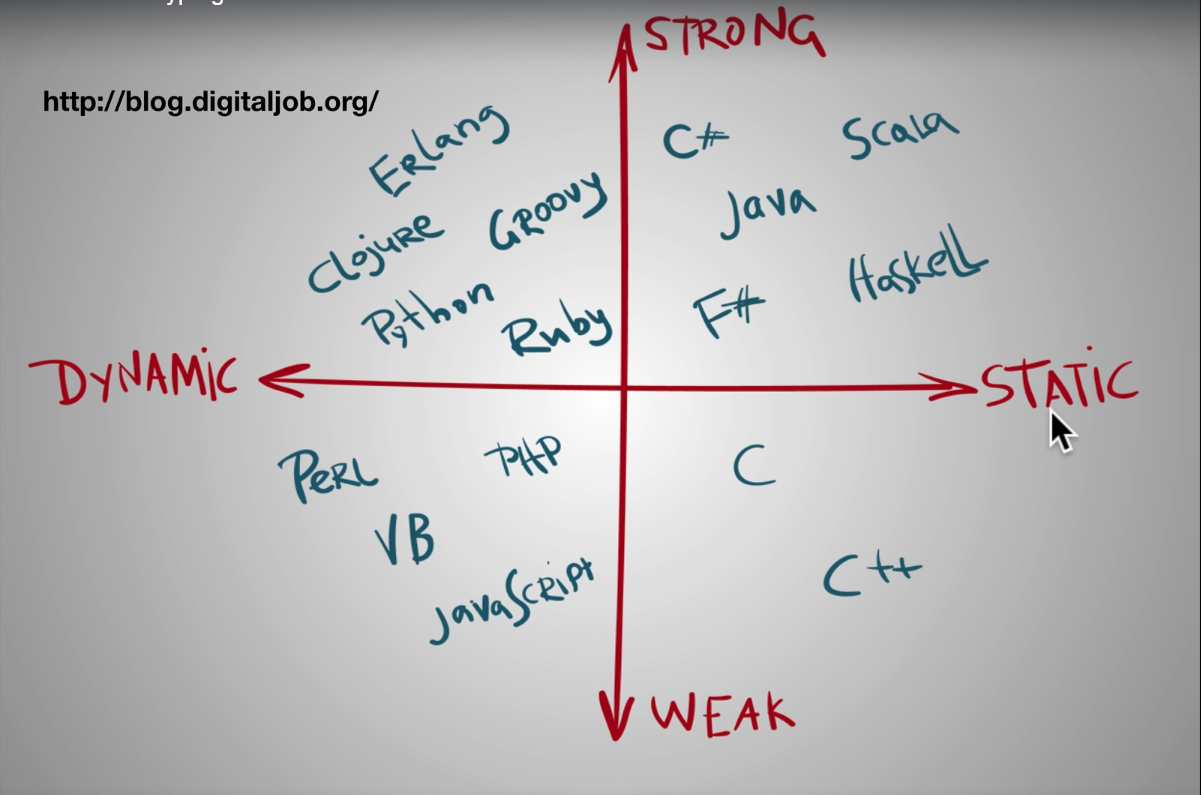 STRONG
http://blog.digitaljob.org/
Erlang
C#
Scala
Groovy
Java
Clojure
Haskell
Python
Ruby
F#
DYNAMIC
STATIC
PERL
PHP
C
VB
C++
JavaScript
WEAK